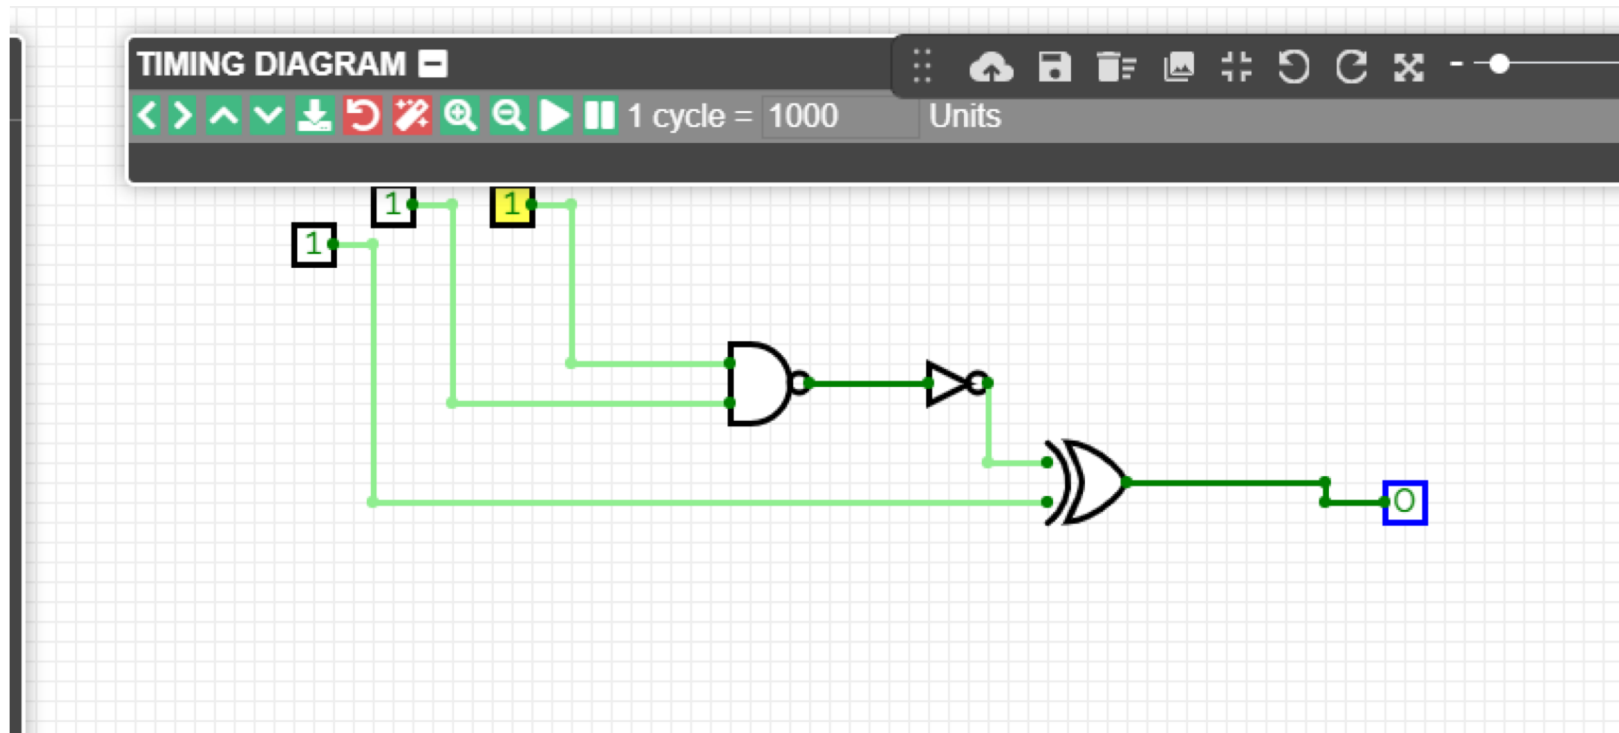 TIMING DIAGRAM
1 cycle = 1000 Units
1 1
1
0